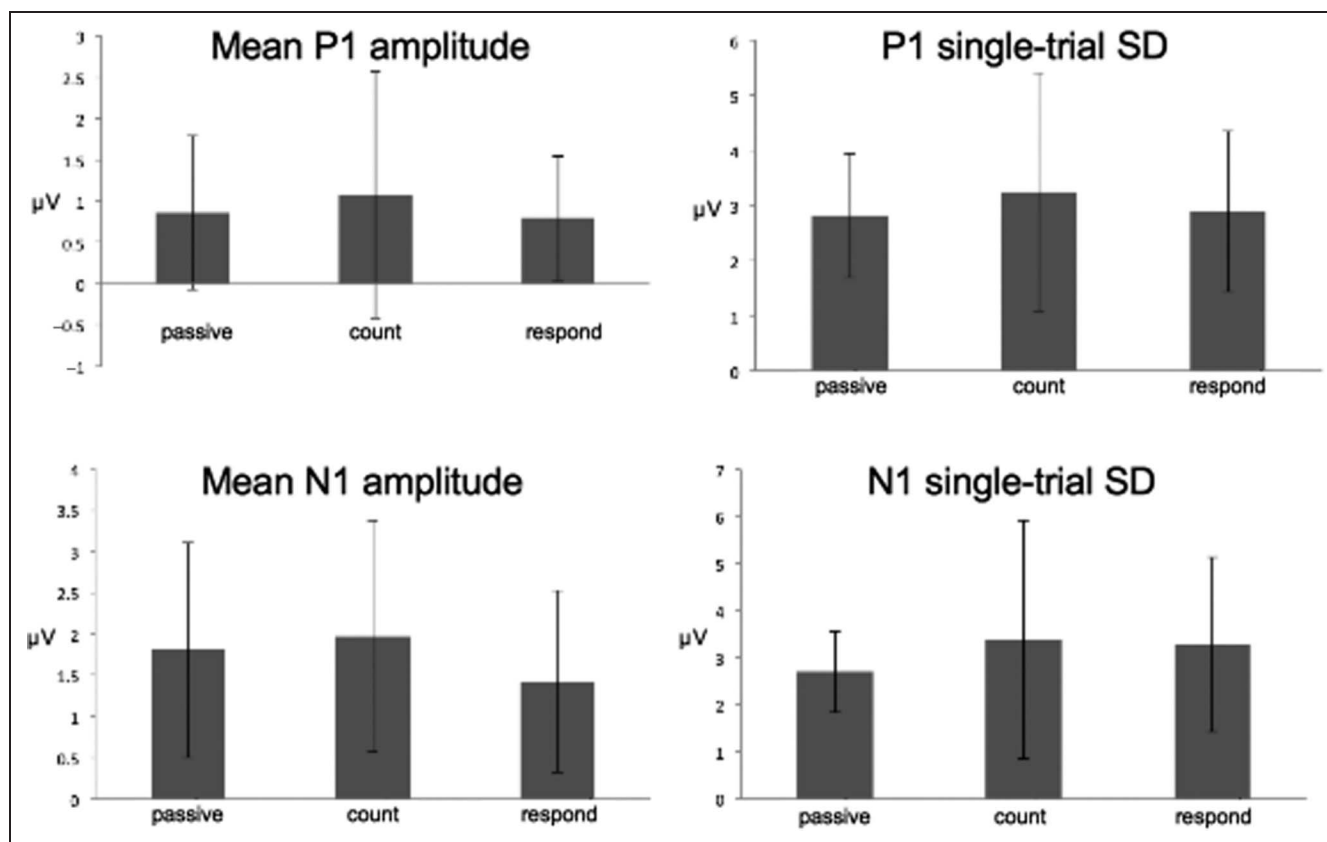 Mean P1 amplitude
3
2.5
2
1.5
1
0.5
0
−0.5
−1
µV
passive count respond
P1 single-trial SD
6
5
4
3
2
1
0
µV
passive count respond
Mean N1 amplitude
4
3.5
3
2.5
2
1.5
1
0.5
0
µV
passive count respond
N1 single-trial SD
7
6
5
4
3
2
1
0
µV
passive count respond